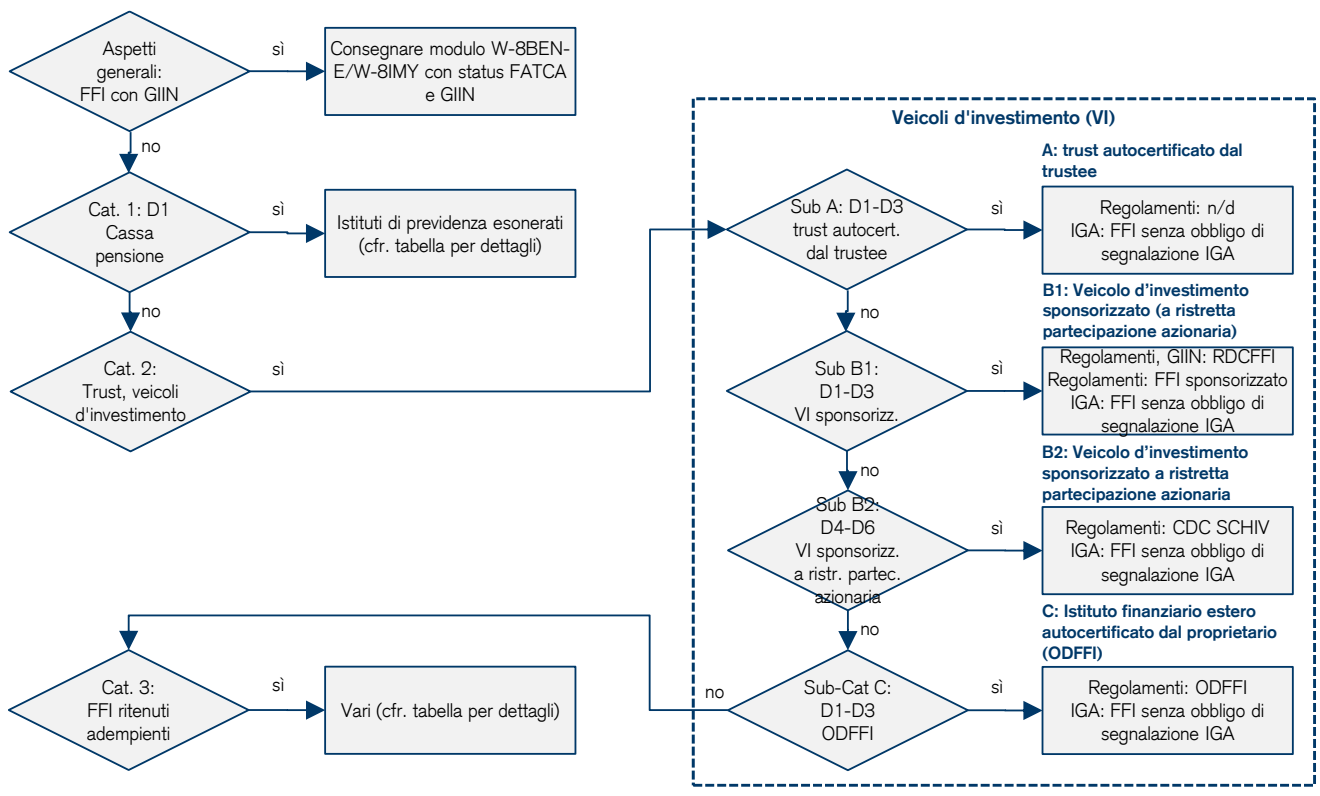 Aspetti
generali:
FFI con GIIN
sì
Consegnare modulo W-8BEN-
E/W-8IMY con status FATCA
e GIIN
no
Cat. 1: D1
Cassa
pensione
sì
Istituti di previdenza esonerati
(cfr. tabella per dettagli)
no
Cat. 2:
Trust, veicoli
d'investimento
sì
Veicoli d'investimento (VI)
Sub A: D1-D3
trust autocert.
dal trustee
sì
A: trust autocertificato dal
trustee
Regolamenti: n/d
IGA: FFI senza obbligo di
segnalazione IGA
no
Sub B1:
D1-D3
VI sponsorizz.
sì
B1: Veicolo d’investimento
sponsorizzato (a ristretta
partecipazione azionaria)
Regolamenti, GIIN: RDCFFI
Regolamenti: FFI sponsorizzato
IGA: FFI senza obbligo di
segnalazione IGA
no
Sub B2:
D4-D6
VI sponsorizz.
a ristr. partec.
azionaria
sì
B2: Veicolo d’investimento
sponsorizzato a ristretta
partecipazione azionaria
Regolamenti: CDC SCHIV
IGA: FFI senza obbligo di
segnalazione IGA
no
Sub-Cat C:
D1-D3
ODFFI
sì
C: Istituto finanziario estero
autocertificato dal proprietario
(ODFFI)
Regolamenti: ODFFI
IGA: FFI senza obbligo di
segnalazione IGA
no
Cat. 3:
FFI ritenuti
adempienti
sì
Vari (cfr. tabella per dettagli)